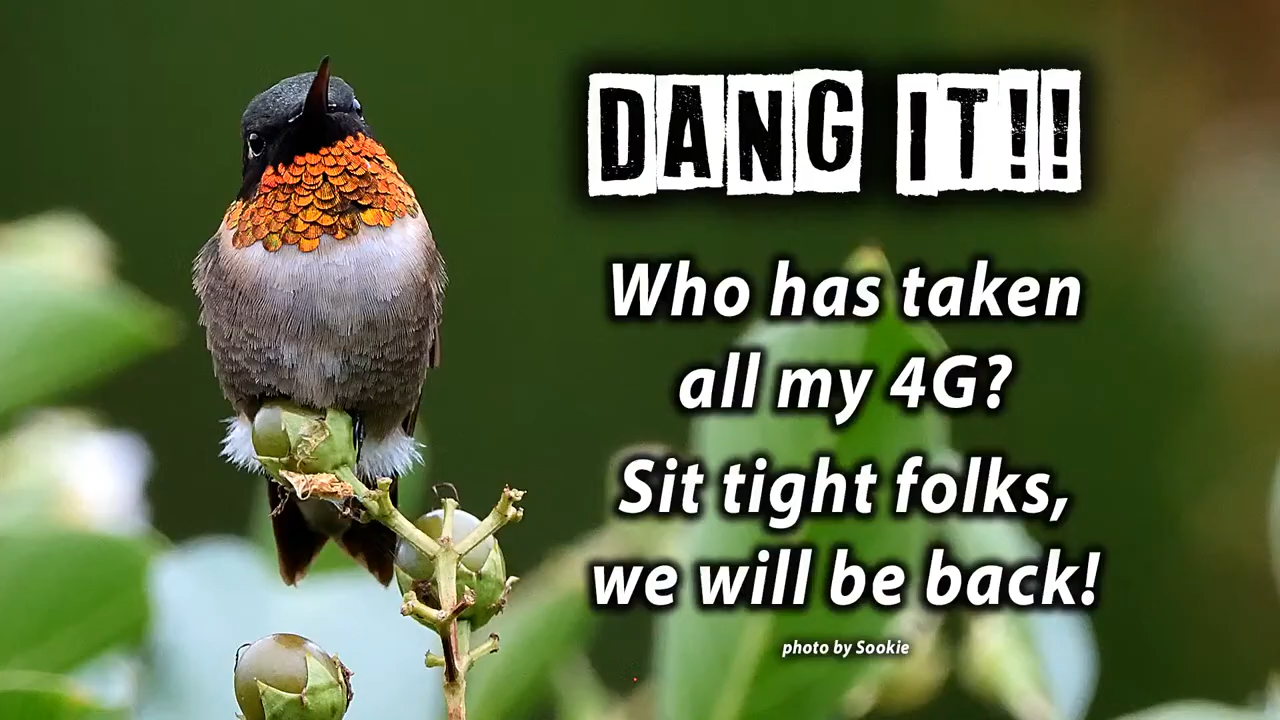 DANG IT!!
Who has taken
all my 4G?
Sit tight folks,
we will be back!
photo by Sookie